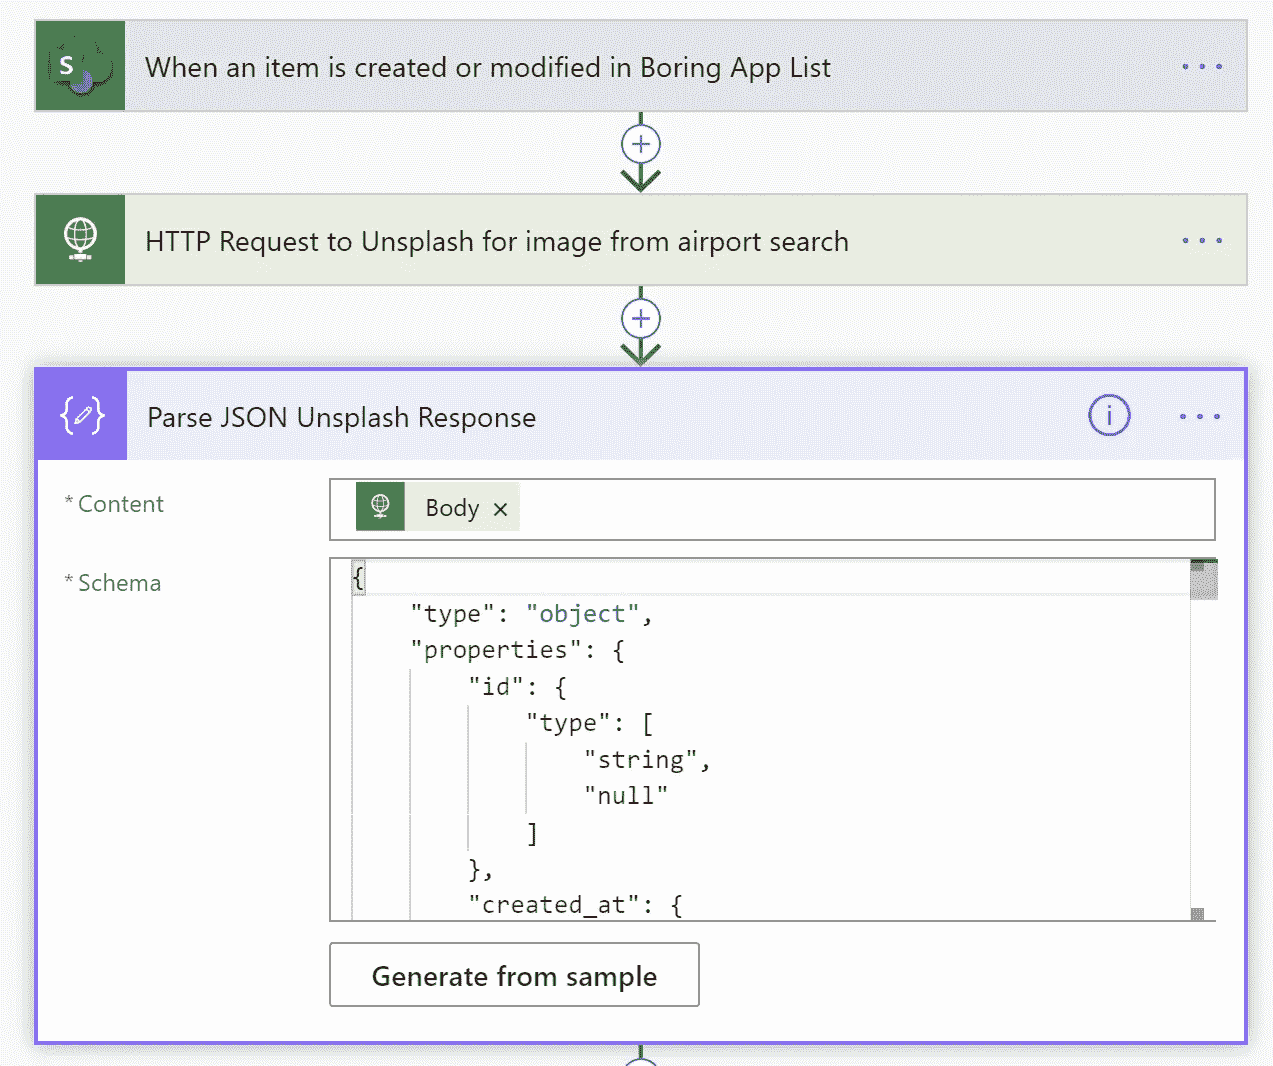 S
When an item is created or modified in Boring App List
HTTP Request to Unsplash for image from airport search
Parse JSON Unsplash Response
* Content
Body
* Schema
{
"type": "object",
"properties": {
"id": {
"type": [
"string",
"null"
]
},
"created_at": {
Generate from sample